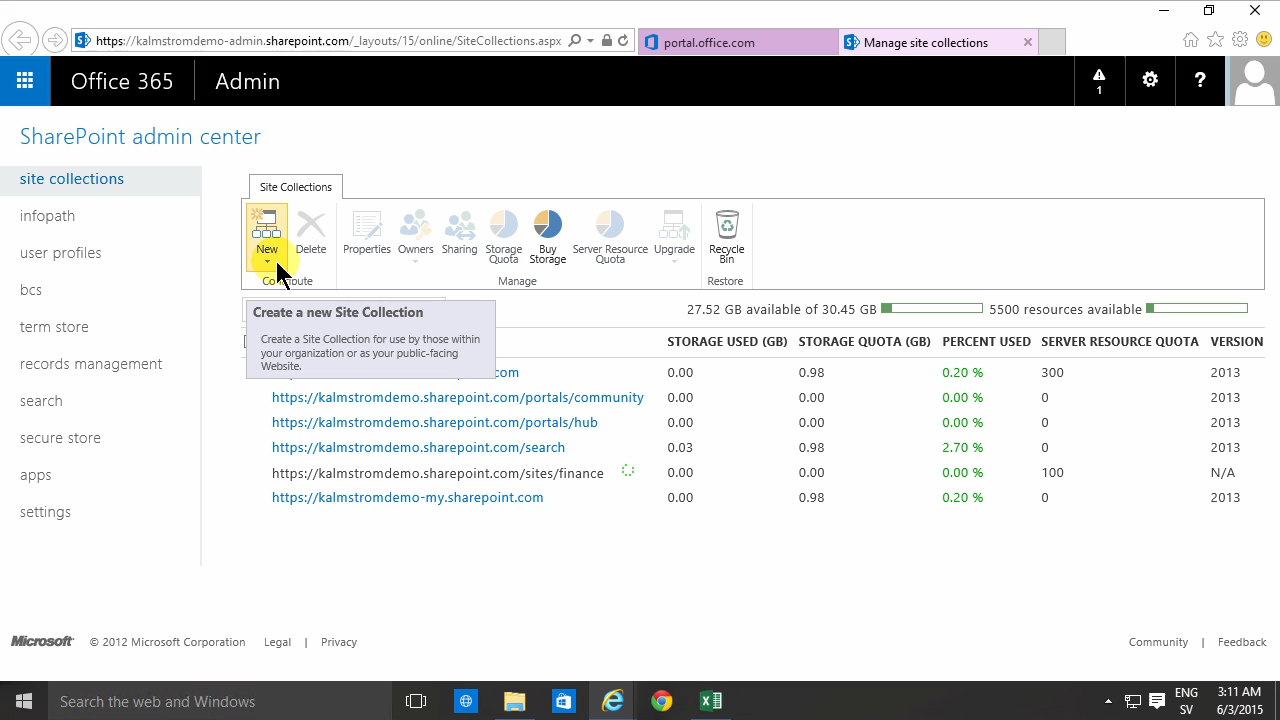 https://kalmstromdemo-admin.sharepoint.com/_layouts/15/online/SiteCollections.aspx
portal.office.com
Manage site collections
Office 365
Admin
1
?
SharePoint admin center
site collections
infopath
user profiles
bcs
term store
records management
search
secure store
apps
settings
Site Collections
New
Delete
Properties
Owners
Sharing
Storage Quota
Buy Storage
Server Resource Quota
Upgrade
Recycle Bin
Manage
Restore
27.52 GB available of 30.45 GB
5500 resources available
Create a new Site Collection
Create a Site Collection for use by those within
your organization or as your public-facing
Website.
STORAGE USED (GB) STORAGE QUOTA (GB) PERCENT USED SERVER RESOURCE QUOTA VERSION
com 0.00 0.98 0.20 % 300 2013
https://kalmstromdemo.sharepoint.com/portals/community 0.00 0.00 0.00 % 0 2013
https://kalmstromdemo.sharepoint.com/portals/hub 0.00 0.00 0.00 % 0 2013
https://kalmstromdemo.sharepoint.com/search 0.03 0.98 2.70 % 0 2013
https://kalmstromdemo.sharepoint.com/sites/finance 0.00 0.00 0.00 % 100 N/A
https://kalmstromdemo-my.sharepoint.com 0.00 0.98 0.20 % 0 2013
Microsoft © 2012 Microsoft Corporation Legal | Privacy
Community | Feedback
Search the web and Windows
ENG
SV
3:11 AM
6/3/2015